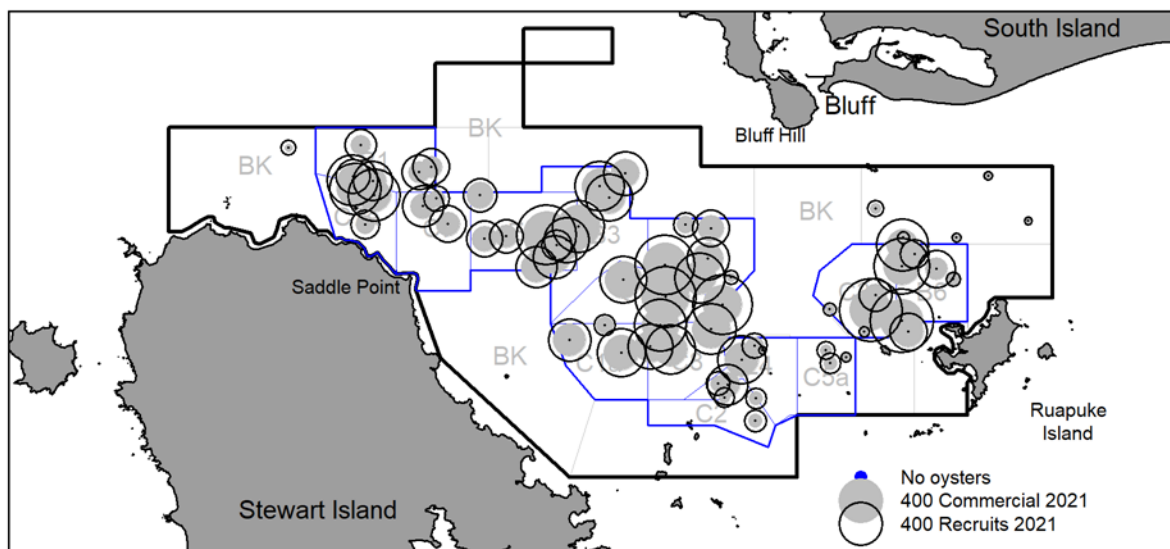 South Island
Bluff
Bluff Hill
BK
BK
BK
BK
B6
Saddle Point
C5a
C2
Ruapuke
Island
No oysters
400 Commercial 2021
400 Recruits 2021
Stewart Island